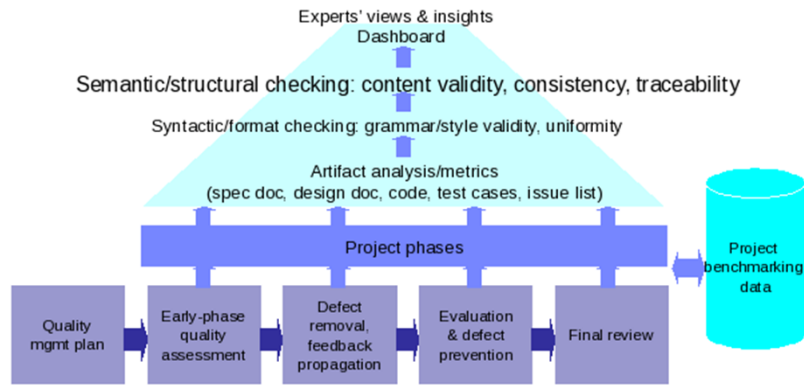 Experts' views & insights
Dashboard
Semantic/structural checking: content validity, consistency, traceability
Syntactic/format checking: grammar/style validity, uniformity
Artifact analysis/metrics
(spec doc, design doc, code, test cases, issue list)
Project phases
Project
benchmarking
data
Quality
mgmt plan
Early-phase
quality
assessment
Defect
removal,
feedback
propagation
Evaluation
& defect
prevention
Final review